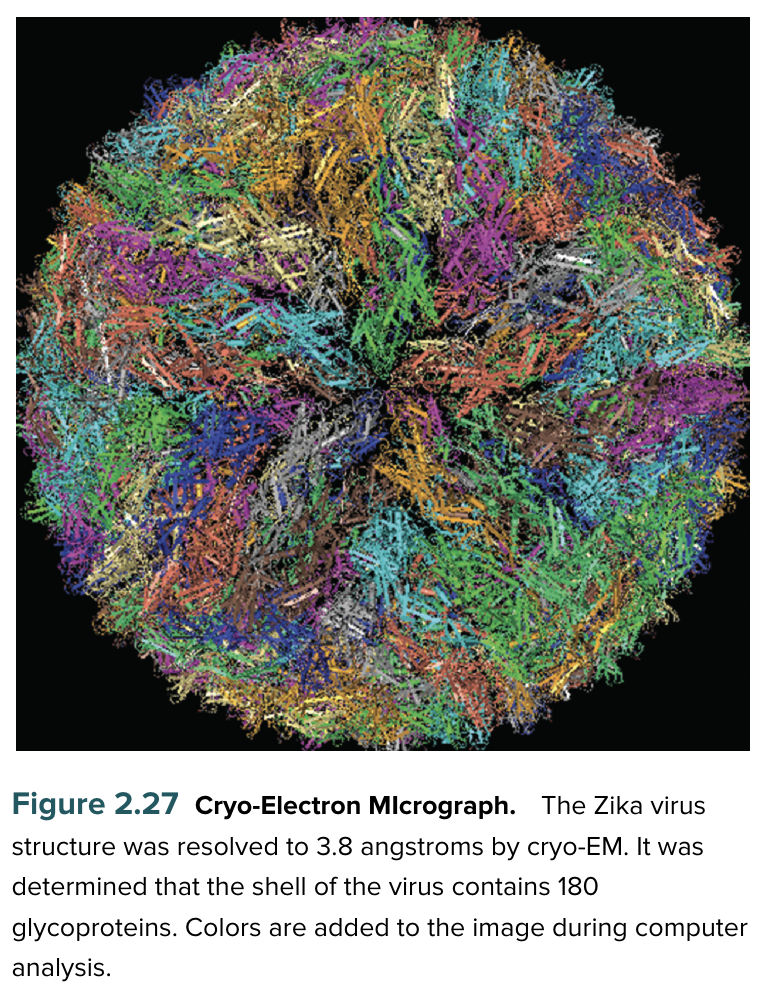 Figure 2.27 Cryo-Electron MIcrograph. The Zika virus
structure was resolved to 3.8 angstroms by cryo-EM. It was
determined that the shell of the virus contains 180
glycoproteins. Colors are added to the image during computer
analysis.